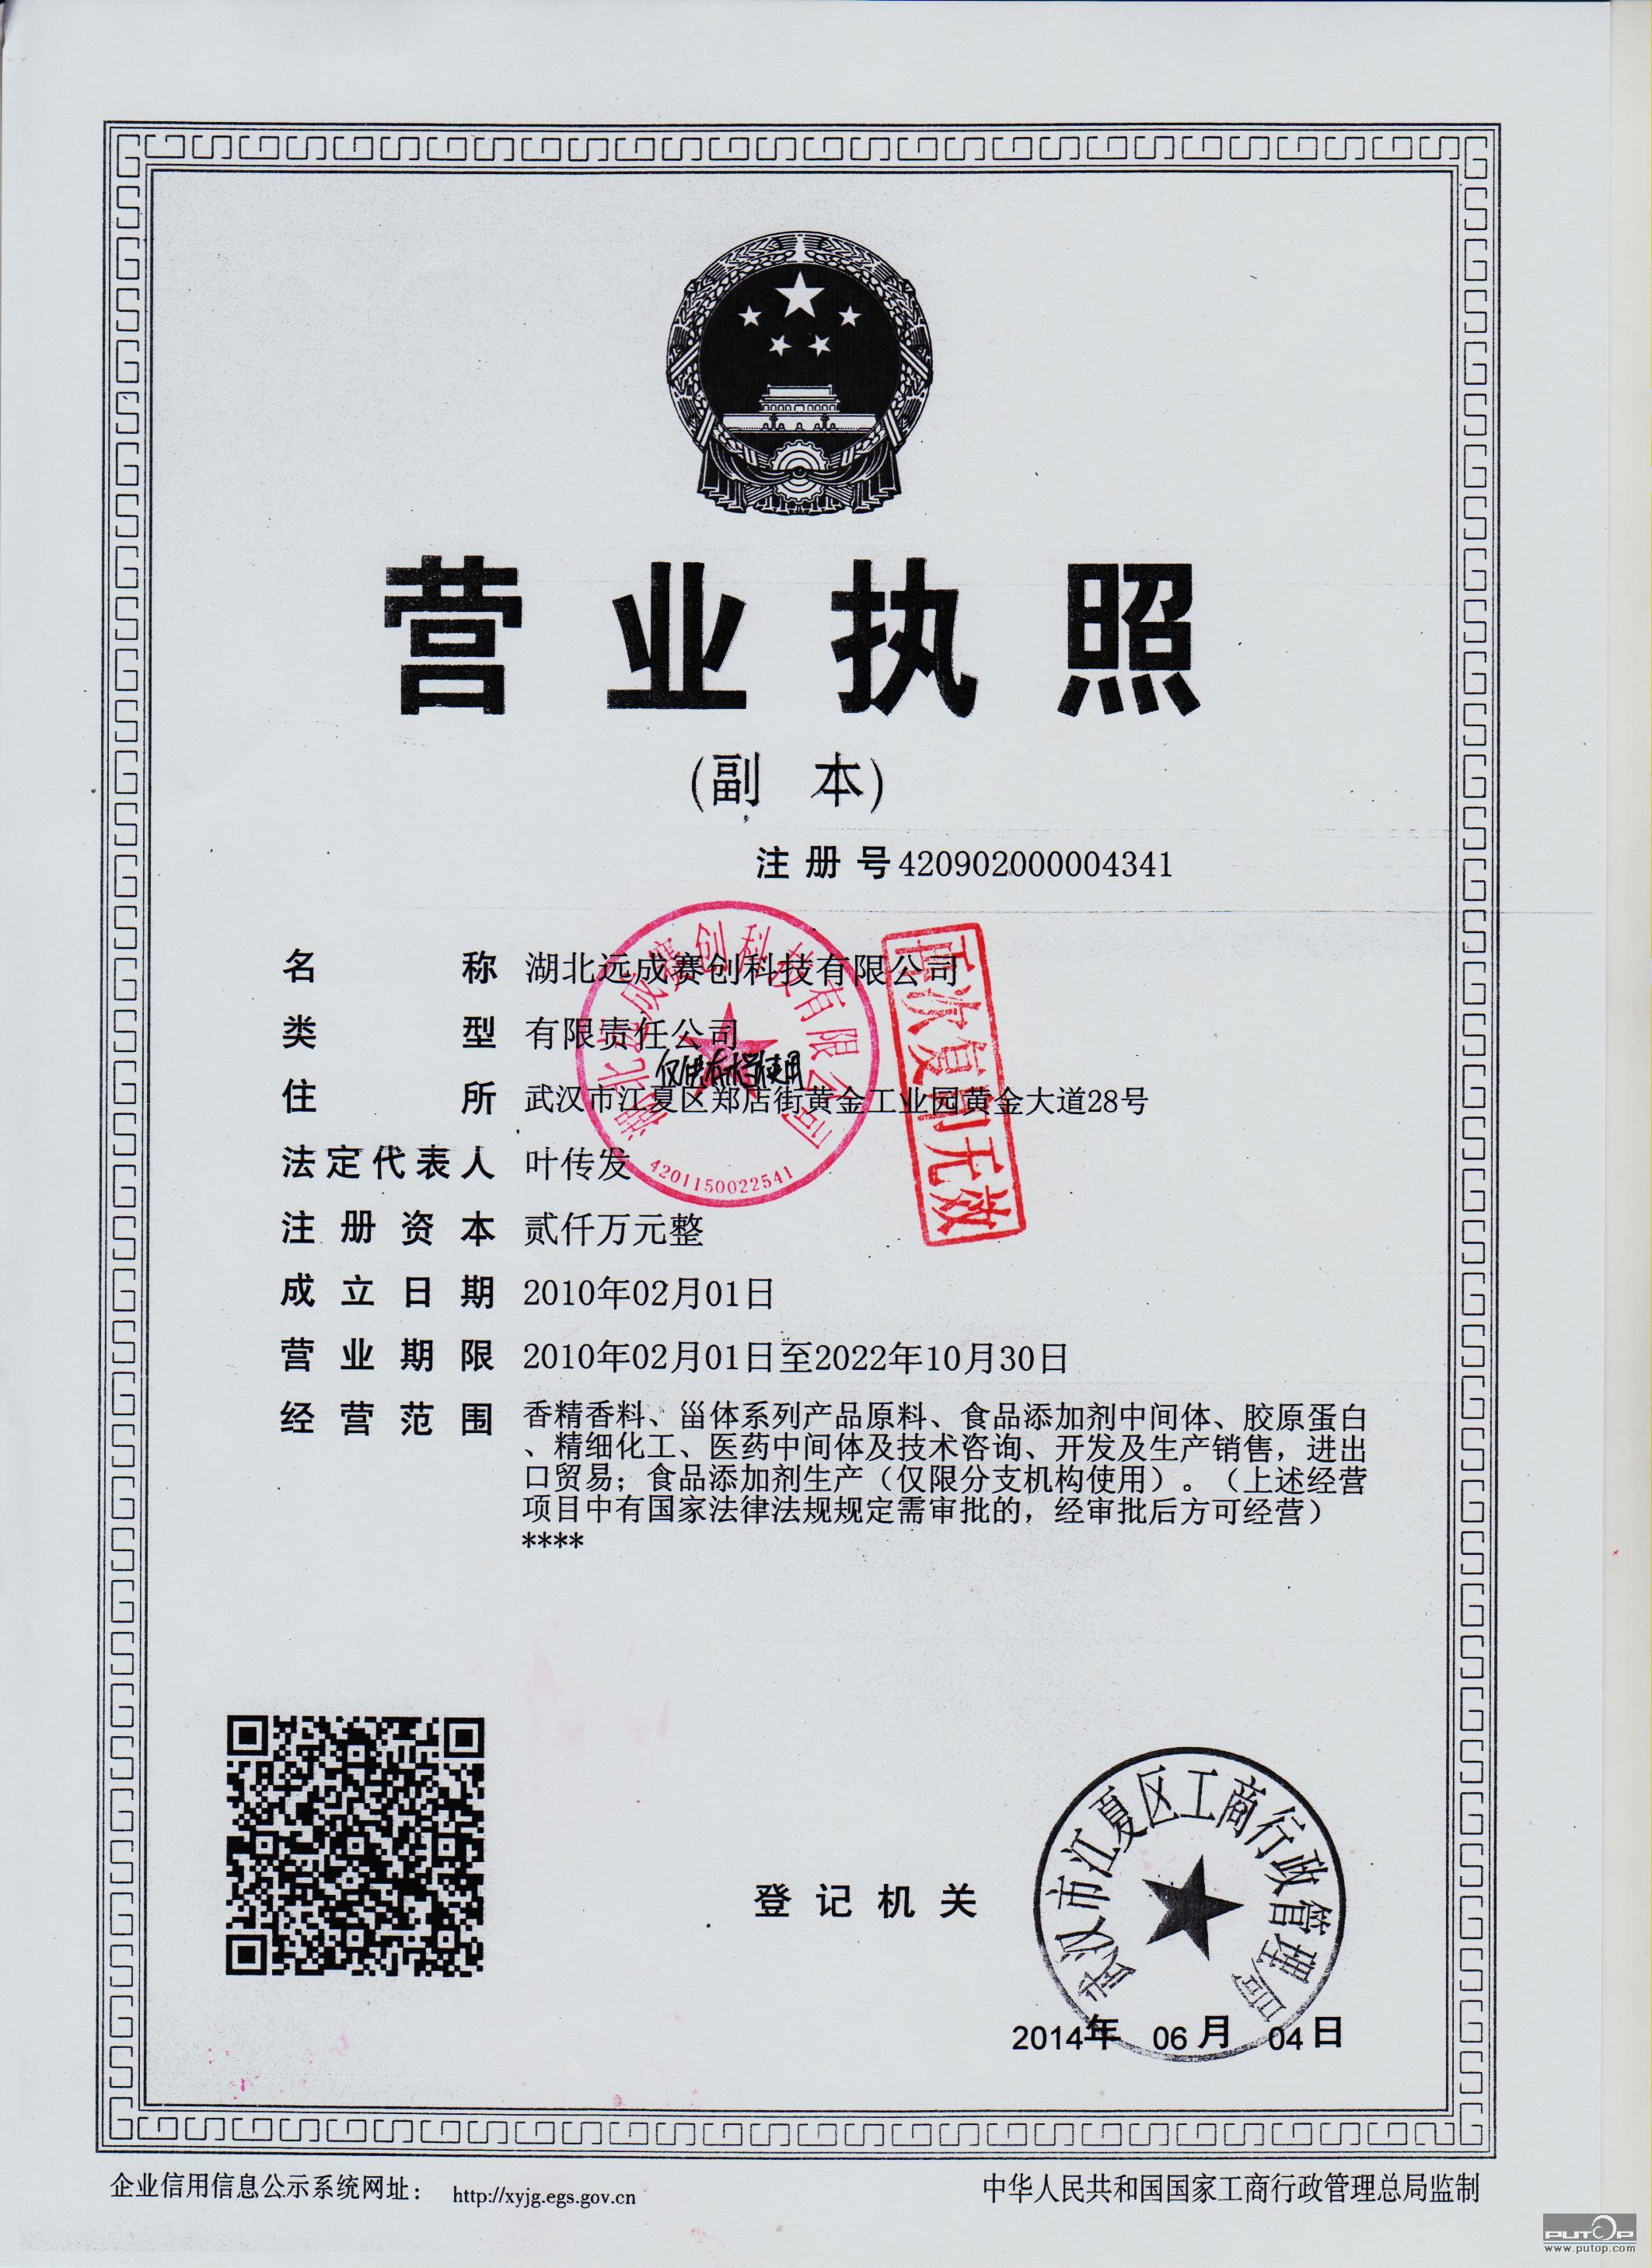 营业执照
(副 本)
注册号420902000004341
名称 湖北远成赛创科技有限公司
类型 有限责任公司
住所 武汉市江夏区郑店街黄金工业园黄金大道28号
法定代表人 叶传发
注册资本 贰仟万元整
成立日期 2010年02月01日
营业期限 2010年02月01日至2022年10月30日
经营范围 香精香料、甾体系列产品原料、食品添加剂中间体、胶原蛋白
、精细化工、医药中间体及技术咨询、开发及生产销售，进出
口贸易；食品添加剂生产（仅限分支机构使用）。（上述经营
项目中有国家法律法规规定需审批的，经审批后方可经营）
****
湖北远成赛创科技有限公司
4201150022541
再次复印无效
登记机关
武汉市江夏区工商行政管理局
2014年 06月 04日
企业信用信息公示系统网址： http://xyjg.egs.gov.cn
中华人民共和国国家工商行政管理总局监制
PUTOP
www.putop.com